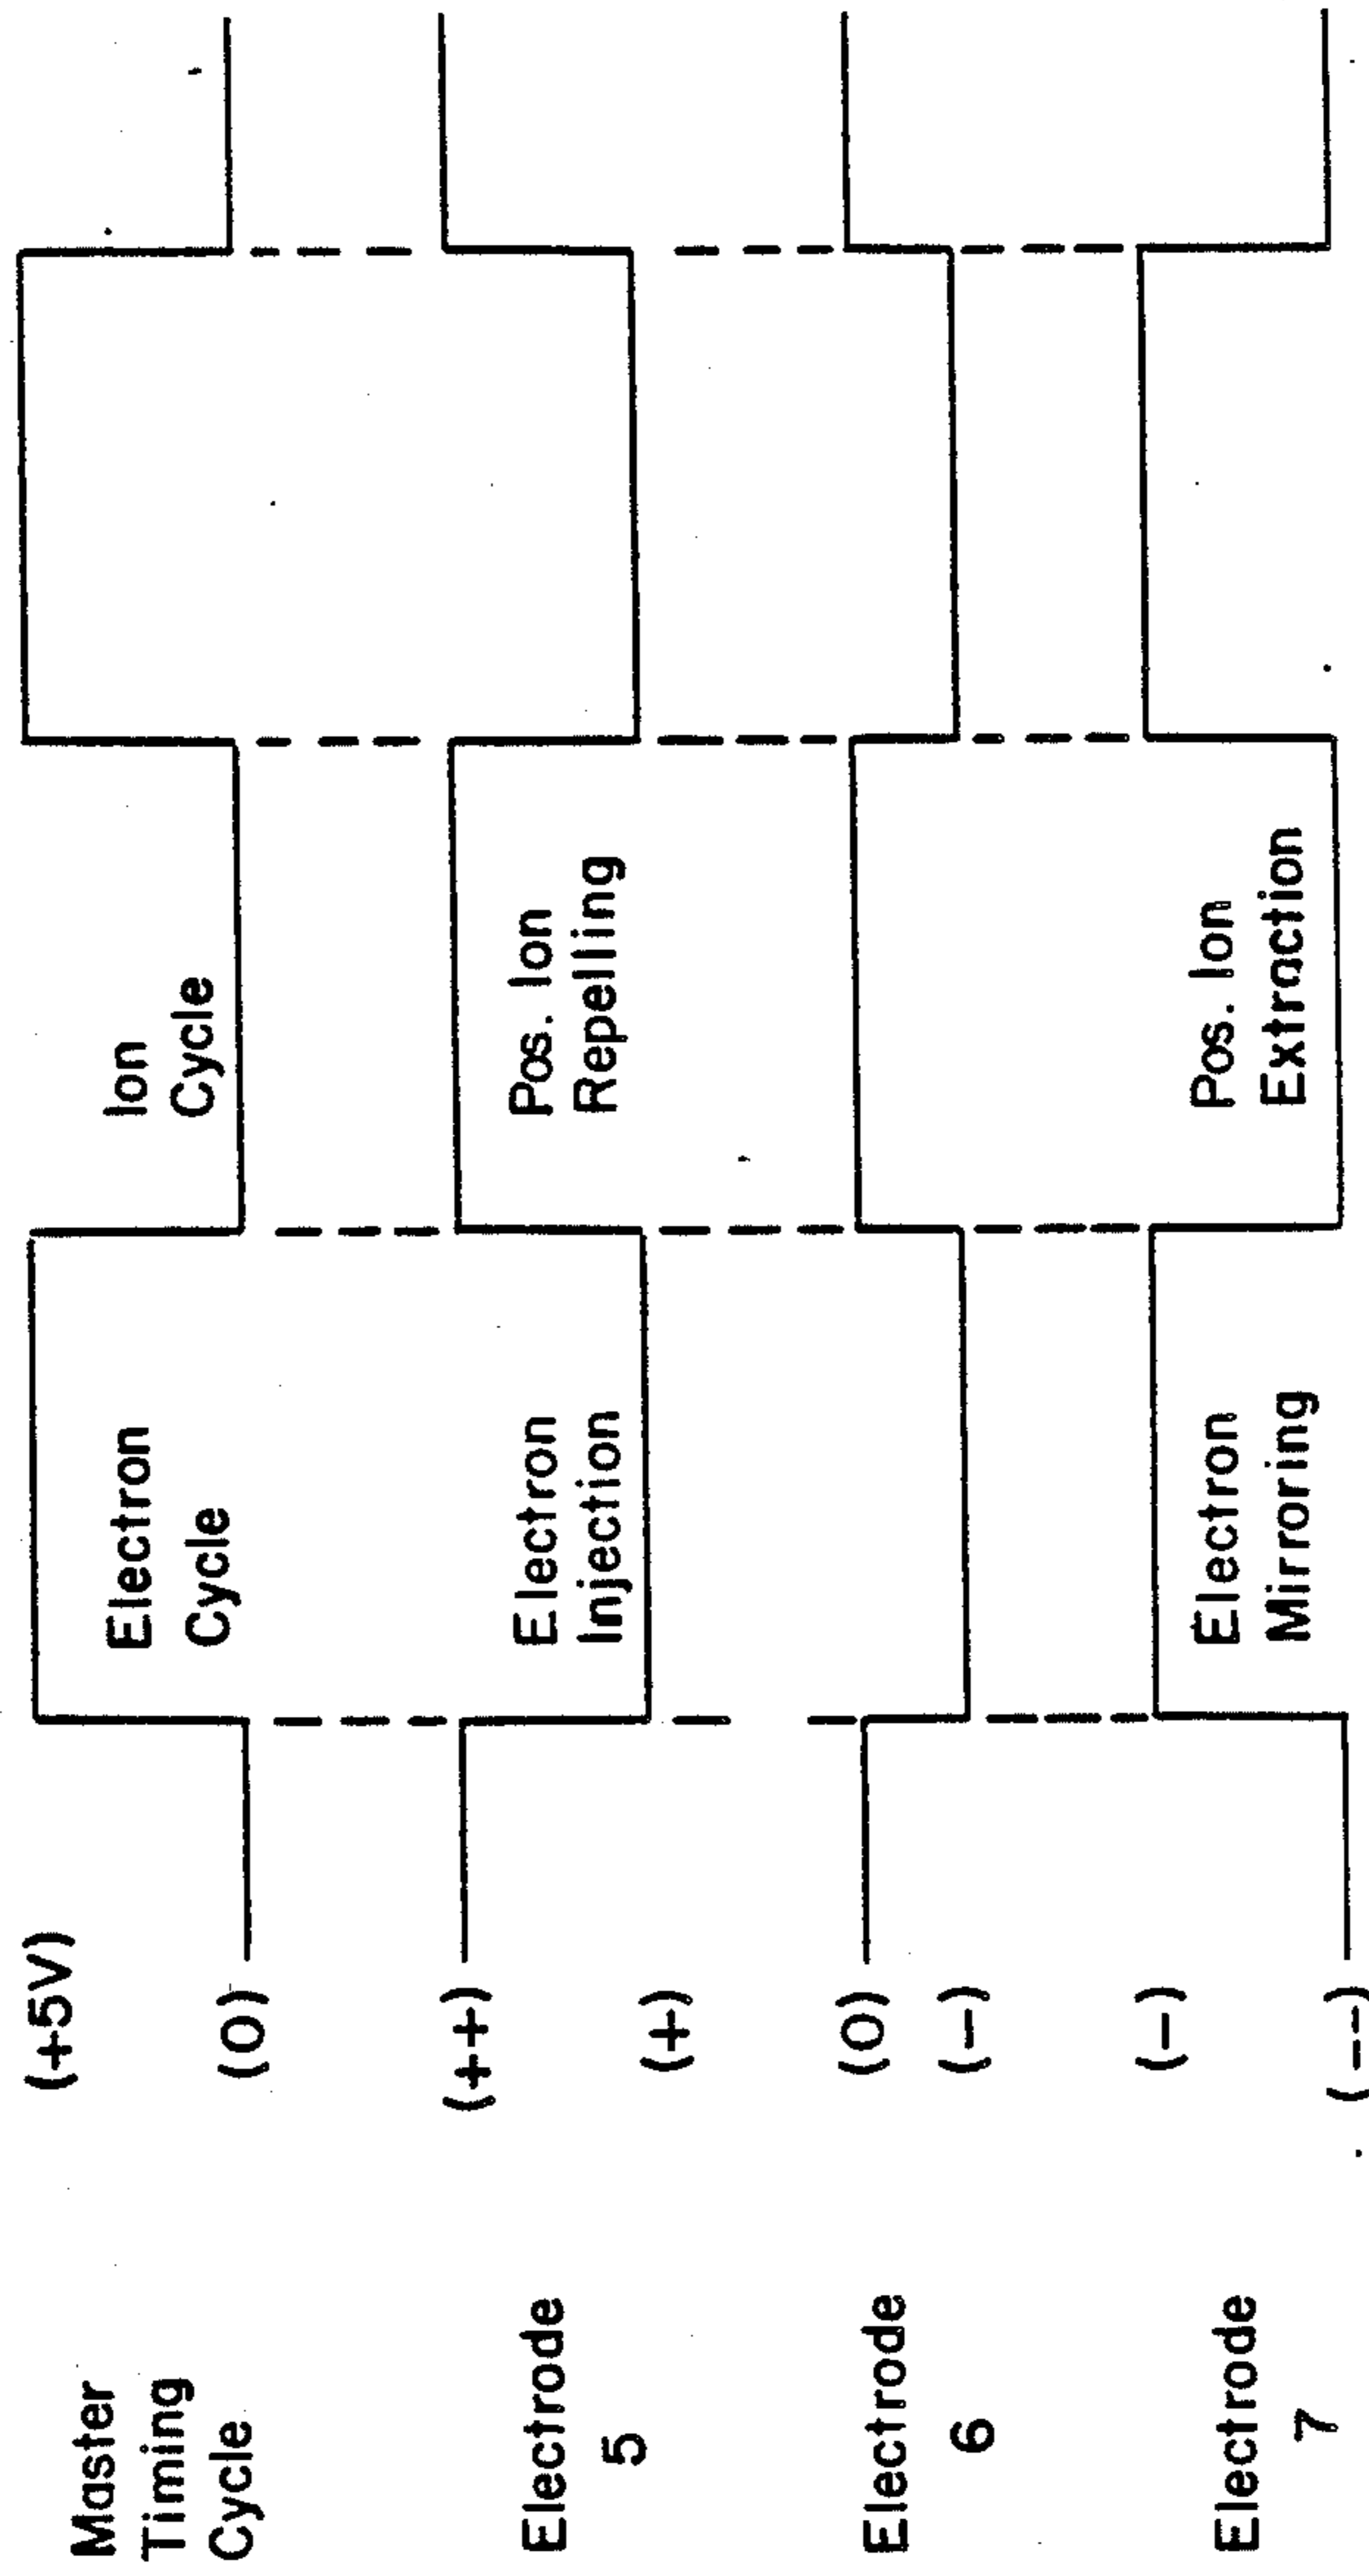 Master
Timing
Cycle
(+5V)
(0)
Electron
Cycle
Ion
Cycle
Electrode
5
(++)
(+)
Electron
Injection
Pos. Ion
Repelling
Electrode
6
(0)
(-)
Electrode
7
(-)
(--)
Electron
Mirroring
Pos. Ion
Extraction